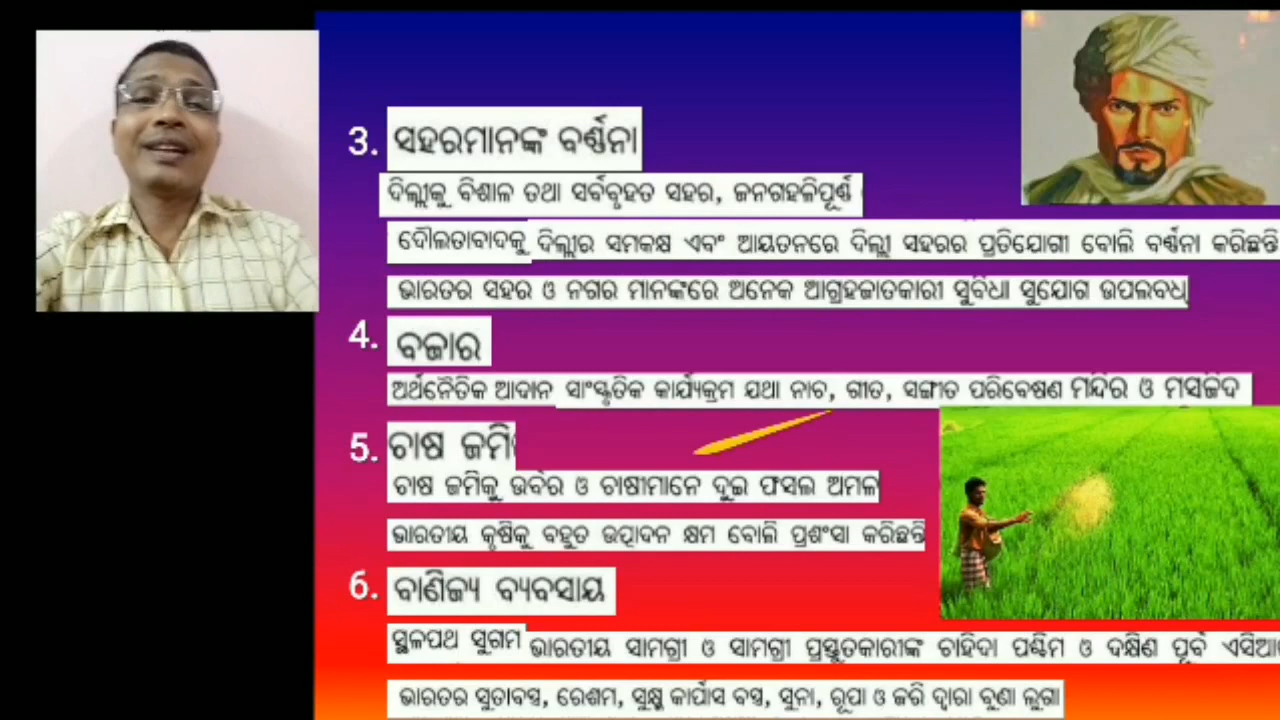 3. ସହରମାନଙ୍କ ବର୍ଣ୍ଣନା
ଦିଲ୍ଲୀକୁ ବିଶାଳ ତଥା ସର୍ବବୃହତ ସହର, ଜନଗହଳିପୂର୍ଣ୍ଣ
ଦୌଲତାବାଦକୁ ଦିଲ୍ଲୀର ସମକକ୍ଷ ଏବଂ ଆୟତନରେ ଦିଲ୍ଲୀ ସହରର ପ୍ରତିଯୋଗୀ ବୋଲି ବର୍ଣ୍ଣନା କରିଛନ୍ତି
ଭାରତର ସହର ଓ ନଗର ମାନଙ୍କରେ ଅନେକ ଆଗ୍ରହଜାତକାରୀ ସୁବିଧା ସୁଯୋଗ ଉପଲବଧ
4. ବଜାର
ଅର୍ଥନୈତିକ ଆଦାନ ସାଂସ୍କୃତିକ କାର୍ଯ୍ୟକ୍ରମ ଯଥା ନାଚ, ଗୀତ, ସଙ୍ଗୀତ ପରିବେଷଣ ମନ୍ଦିର ଓ ମସଜିଦ
5. ଚାଷ ଜମି
ଚାଷ ଜମିକୁ ଉର୍ବର ଓ ଚାଷୀମାନେ ଦୁଇ ଫସଲ ଅମଳ
ଭାରତୀୟ କୃଷିକୁ ବହୁତ ଉତ୍ପାଦନ କ୍ଷମ ବୋଲି ପ୍ରଶଂସା କରିଛନ୍ତି
6. ବାଣିଜ୍ୟ ବ୍ୟବସାୟ
ସ୍ଥଳପଥ ସୁଗମ ଭାରତୀୟ ସାମଗ୍ରୀ ଓ ସାମଗ୍ରୀ ପ୍ରସ୍ତୁତକାରୀଙ୍କ ଚାହିଦା ପଶ୍ଚିମ ଓ ଦକ୍ଷିଣ ପୂର୍ବ
ଭାରତର ସୁତାବସ୍ତ୍ର, ରେଶମ, ସୁକ୍ଷ୍ମ କାର୍ପାସ ବସ୍ତ୍ର, ସୁନା, ରୂପା ଓ ଜରି ଦ୍ୱାରା ବୁଣା ଲୁଗା